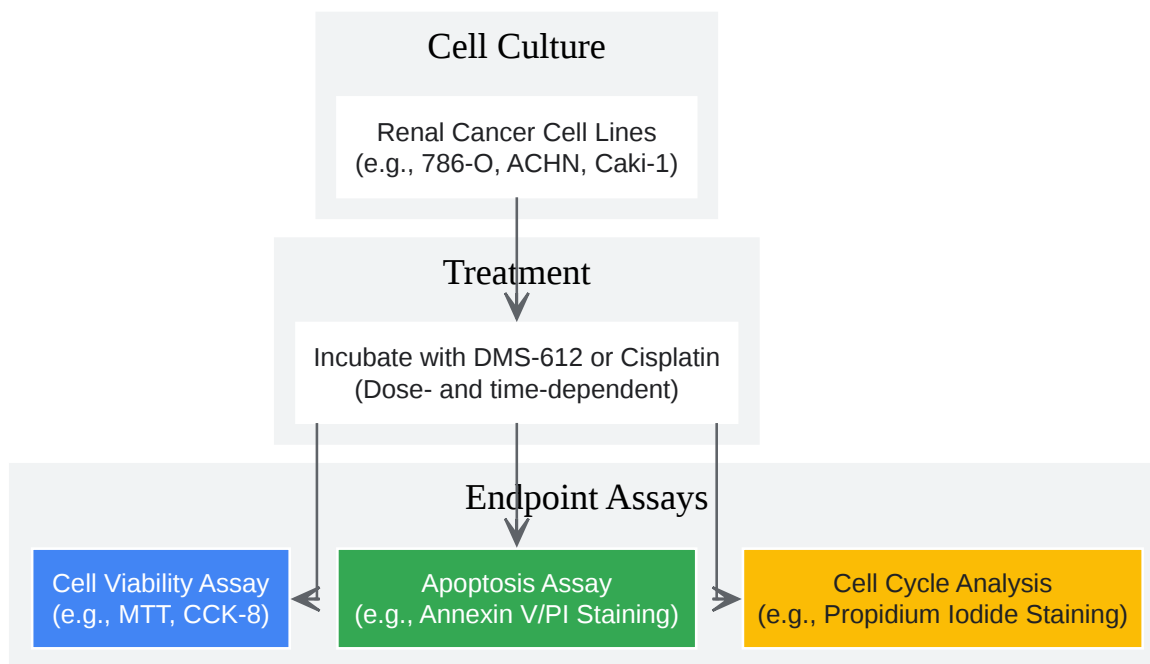 Cell Culture
Renal Cancer Cell Lines
(e.g., 786-O, ACHN, Caki-1)
Treatment
Incubate with DMS-612 or Cisplatin
(Dose- and time-dependent)
Endpoint Assays
Cell Viability Assay
(e.g., MTT, CCK-8)
Apoptosis Assay
(e.g., Annexin V/PI Staining)
Cell Cycle Analysis
(e.g., Propidium Iodide Staining)